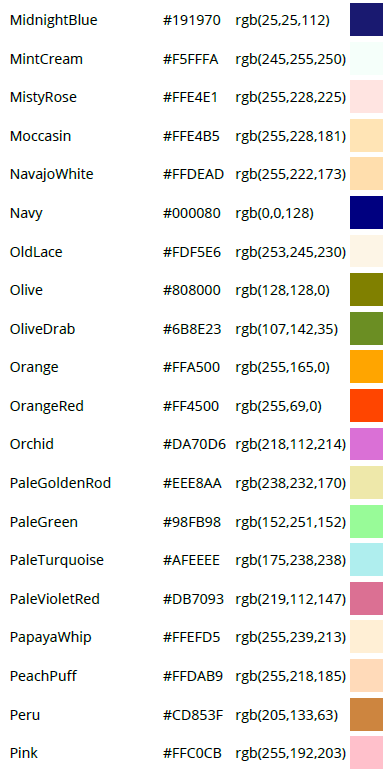 MidnightBlue #191970 rgb(25,25,112)
MintCream #F5FFFA rgb(245,255,250)
MistyRose #FFE4E1 rgb(255,228,225)
Moccasin #FFE4B5 rgb(255,228,181)
NavajoWhite #FFDEAD rgb(255,222,173)
Navy #000080 rgb(0,0,128)
OldLace #FDF5E6 rgb(253,245,230)
Olive #808000 rgb(128,128,0)
OliveDrab #6B8E23 rgb(107,142,35)
Orange #FFA500 rgb(255,165,0)
OrangeRed #FF4500 rgb(255,69,0)
Orchid #DA70D6 rgb(218,112,214)
PaleGoldenRod #EEE8AA rgb(238,232,170)
PaleGreen #98FB98 rgb(152,251,152)
PaleTurquoise #AFEEEE rgb(175,238,238)
PaleVioletRed #DB7093 rgb(219,112,147)
PapayaWhip #FFEFD5 rgb(255,239,213)
PeachPuff #FFDAB9 rgb(255,218,185)
Peru #CD853F rgb(205,133,63)
Pink #FFC0CB rgb(255,192,203)